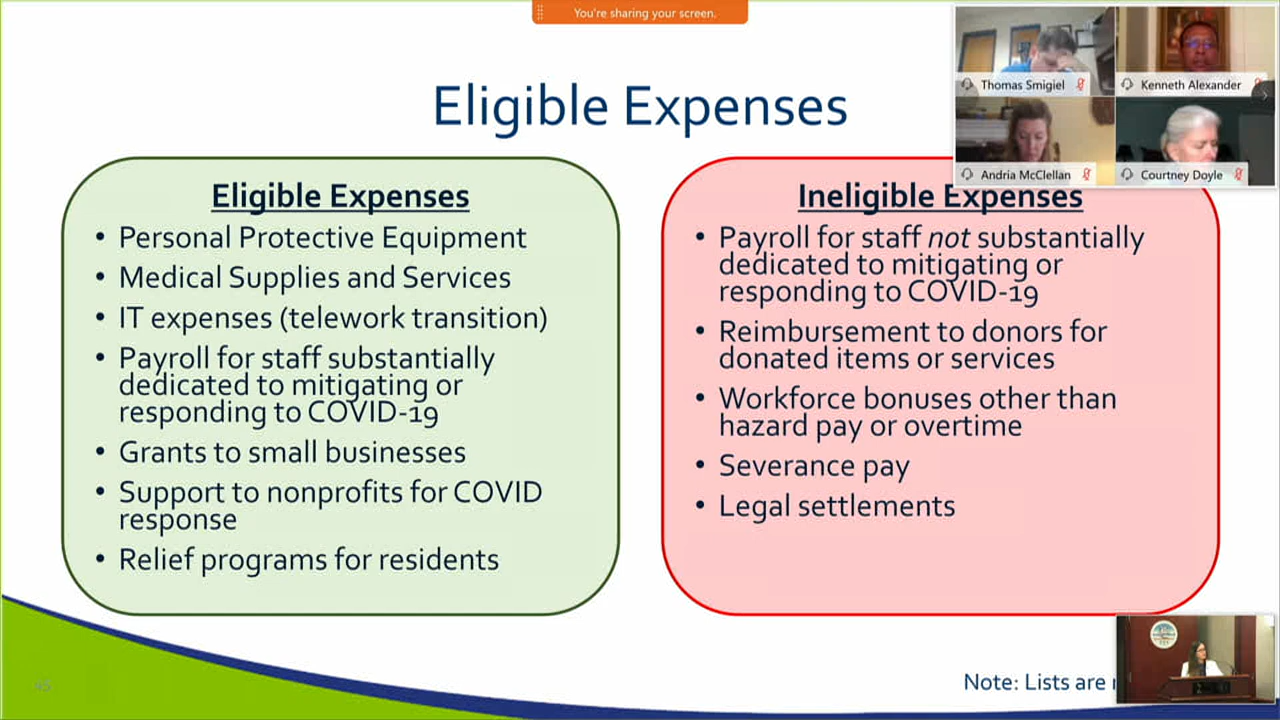 You're sharing your screen.
Eligible Expenses
Thomas Smigiel
Kenneth Alexander
Andria McClellan
Courtney Doyle
Eligible Expenses
• Personal Protective Equipment
• Medical Supplies and Services
• IT expenses (telework transition)
• Payroll for staff substantially
dedicated to mitigating or
responding to COVID-19
• Grants to small businesses
• Support to nonprofits for COVID
response
• Relief programs for residents
Ineligible Expenses
• Payroll for staff not substantially
dedicated to mitigating or
responding to COVID-19
• Reimbursement to donors for
donated items or services
• Workforce bonuses other than
hazard pay or overtime
• Severance pay
• Legal settlements
Note: Lists are